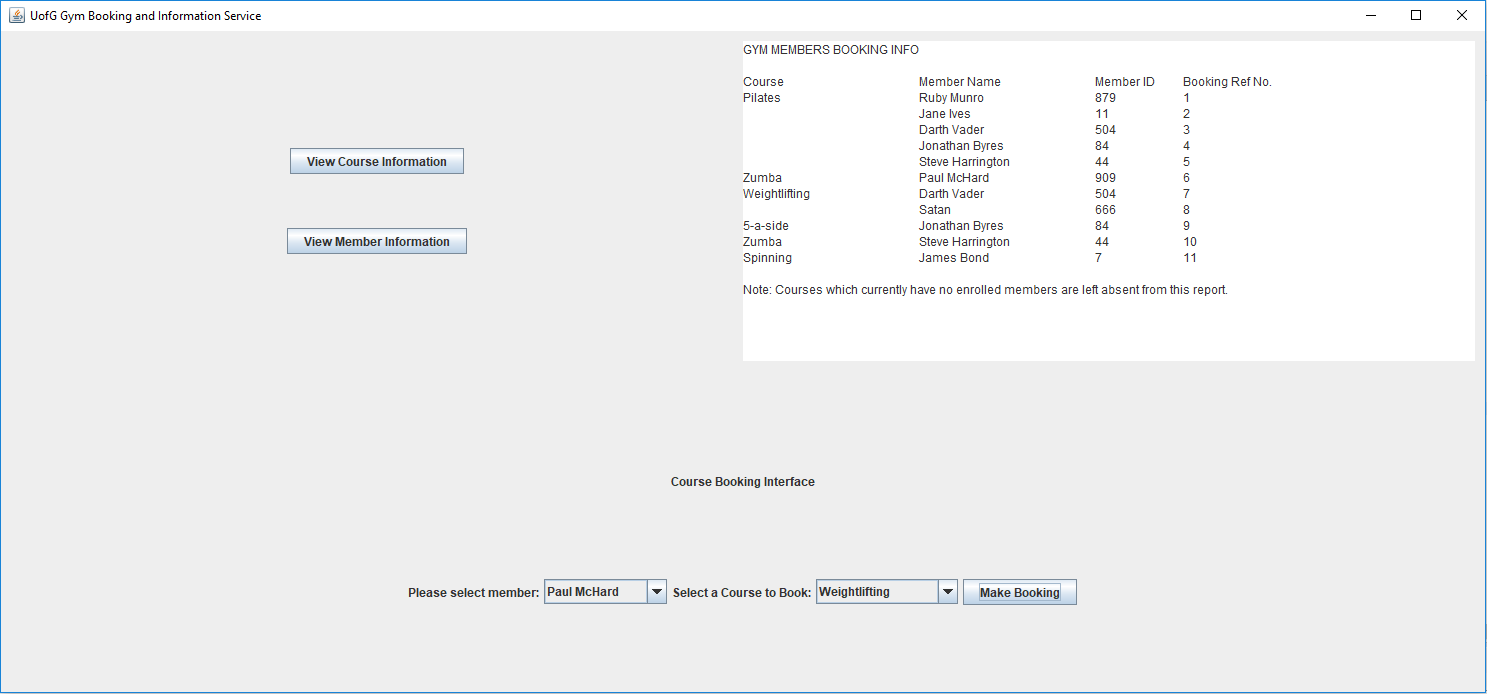 UofG Gym Booking and Information Service
GYM MEMBERS BOOKING INFO
Course Member Name Member ID Booking Ref No.
Pilates Ruby Munro 879 1
Jane Ives 11 2
Darth Vader 504 3
Jonathan Byres 84 4
Steve Harrington 44 5
Zumba Paul McHard 909 6
Weightlifting Darth Vader 504 7
Satan 666 8
5-a-side Jonathan Byres 84 9
Zumba Steve Harrington 44 10
Spinning James Bond 7 11
Note: Courses which currently have no enrolled members are left absent from this report.
View Course Information
View Member Information
Course Booking Interface
Please select member: Paul McHard Select a Course to Book: Weightlifting Make Booking